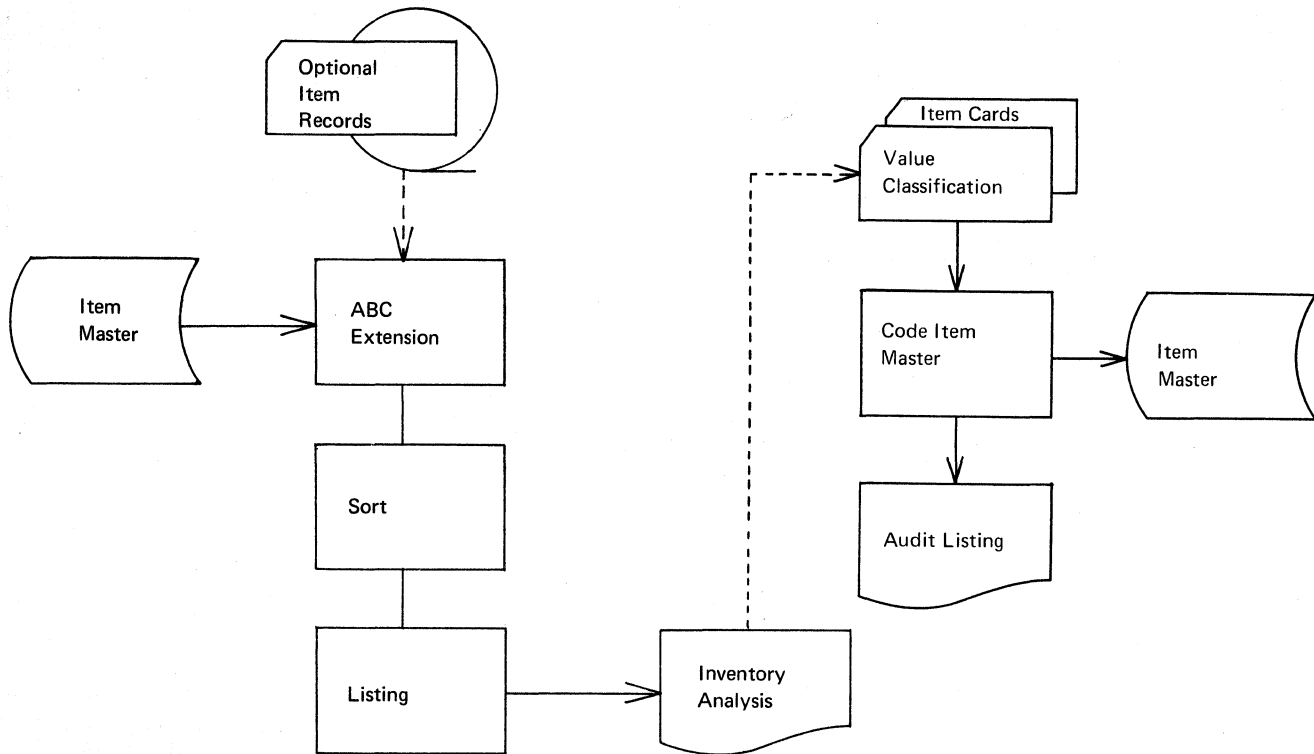 Optional
Item
Records
Item
Master
ABC
Extension
Sort
Listing
Inventory
Analysis
Item Cards
Value
Classification
Code Item
Master
Item
Master
Audit Listing